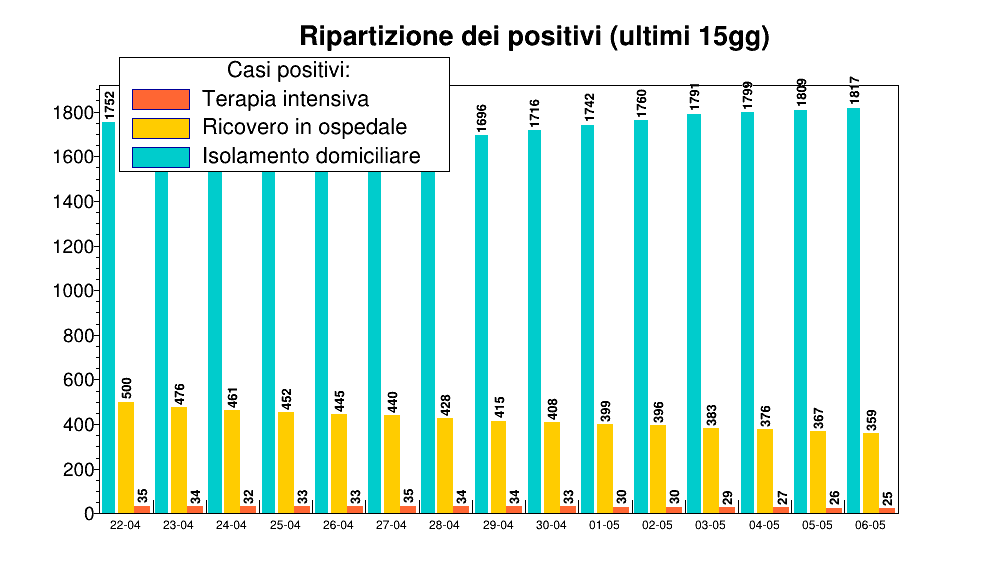 Ripartizione dei positivi (ultimi 15gg)
Casi positivi:
Terapia intensiva
Ricovero in ospedale
Isolamento domiciliare
1800
1600
1400
1200
1000
800
600
400
200
0
1752 1696 1716 1742 1760 1791 1799 1809 1817
500 476 461 452 445 440 428 415 408 399 396 383 376 367 359
35 34 32 33 33 35 34 34 33 30 30 29 27 26 25
22-04 23-04 24-04 25-04 26-04 27-04 28-04 29-04 30-04 01-05 02-05 03-05 04-05 05-05 06-05